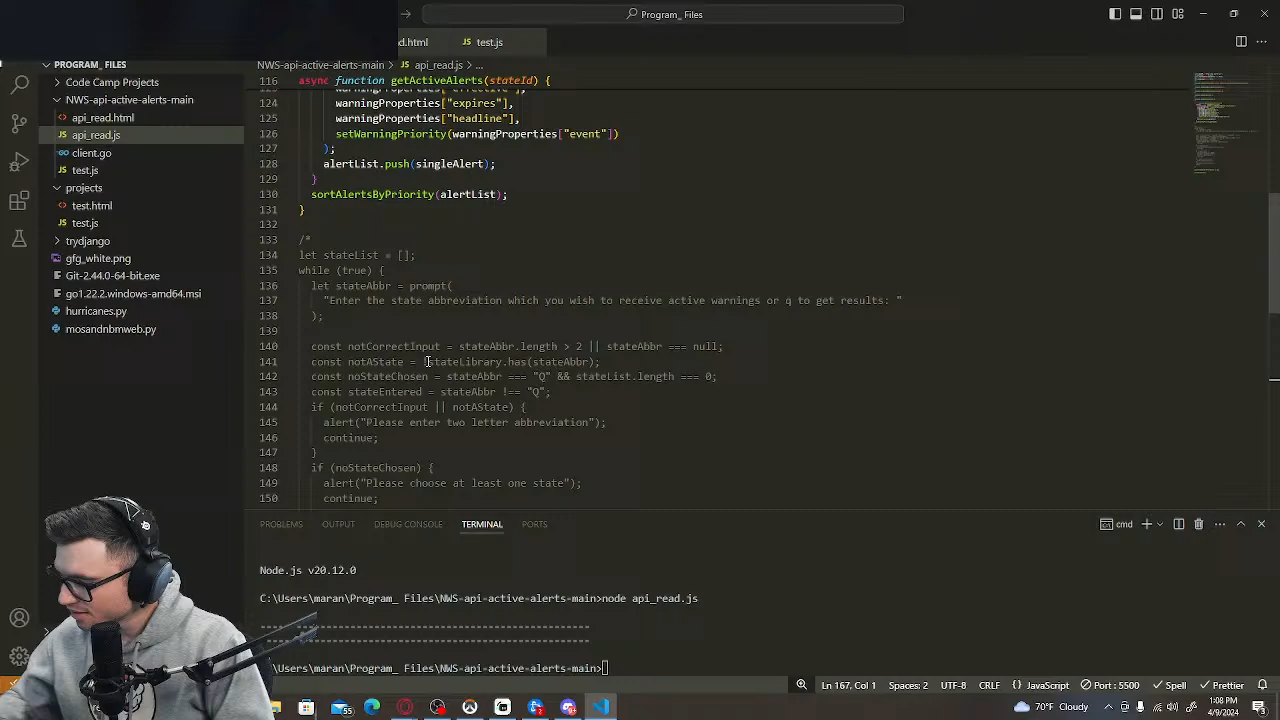 Program_ Files
d.html
test.js
PROGRAM_ FILES
NWS-api-active-alerts-main > api_read.js > ...
Code Camp Projects
NWS-api-active-alerts-main
api_read.html
api_read.js
client.go
test.js
projects
test.html
test.js
trydjango
gfg_white.png
Git-2.44.0-64-bit.exe
go1.22.2.windows-amd64.msi
hurricanes.py
mosandnbmweb.py
116 async function getActiveAlerts(stateId) {
124 warningProperties["expires"],
125 warningProperties["headline"],
126 setWarningPriority(warningProperties["event"])
127 );
128 alertList.push(singleAlert)
129 }
130 sortAlertsByPriority(alertList);
131 }
132
133 /*
134 let stateList = [];
135 while (true) {
136 let stateAbbr = prompt(
137 "Enter the state abbreviation which you wish to receive active warnings or q to get results: "
138 );
139
140 const notCorrectInput = stateAbbr.length > 2 || stateAbbr === null;
141 const notAState = !stateLibrary.has(stateAbbr);
142 const noStateChosen = stateAbbr === "Q" && stateList.length === 0;
143 const stateEntered = stateAbbr !== "Q";
144 if (notCorrectInput || notAState) {
145 alert("Please enter two letter abbreviation");
146 continue;
147 }
148 if (noStateChosen) {
149 alert("Please choose at least one state");
150 continue;
PROBLEMS OUTPUT DEBUG CONSOLE TERMINAL PORTS
cmd
Node.js v20.12.0
C:\Users\maran\Program_ Files\NWS-api-active-alerts-main>node api_read.js
\Users\maran\Program_ Files\NWS-api-active-alerts-main>
Ln 167, Col 1 Spaces: 2 UTF-8 CRLF {} JavaScript Port : 5500 Spell Prettier
Cloudy
1:08 PM
4/9/2024